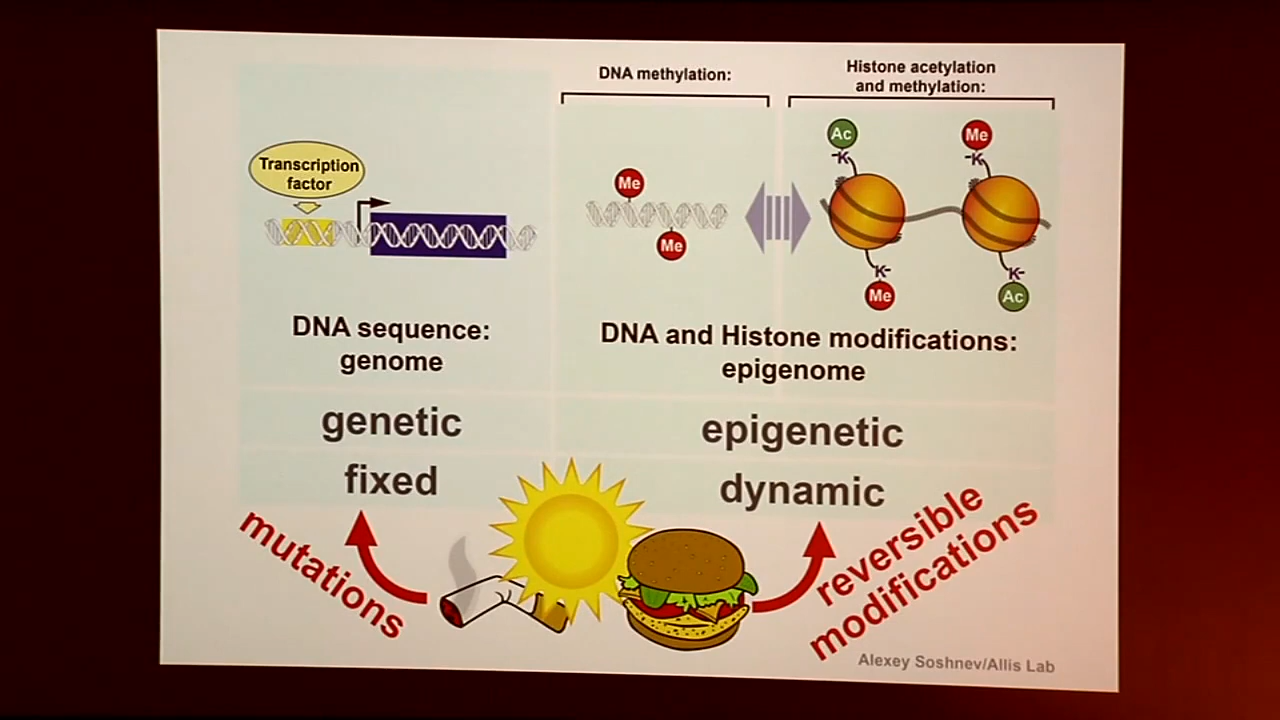 DNA methylation:
Histone acetylation
and methylation:
Transcription
factor
Me
Me
Ac
-K
Me
-K
K-
Me
K-
Ac
DNA sequence:
genome
DNA and Histone modifications:
epigenome
genetic
epigenetic
fixed
dynamic
mutations
reversible
modifications
Alexey Soshnev/Allis Lab